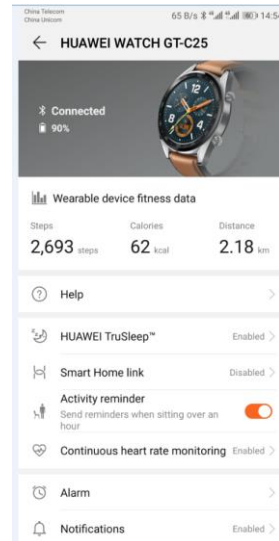 China Telecom
China Unicom
65 B/s 14:54
HUAWEI WATCH GT-C25
Connected
90%
Wearable device fitness data
Steps Calories Distance
2,693 steps 62 kcal 2.18 km
Help
HUAWEI TruSleep™ Enabled
Smart Home link Disabled
Activity reminder
Send reminders when sitting over an
hour
Continuous heart rate monitoring Enabled
Alarm
Notifications Enabled